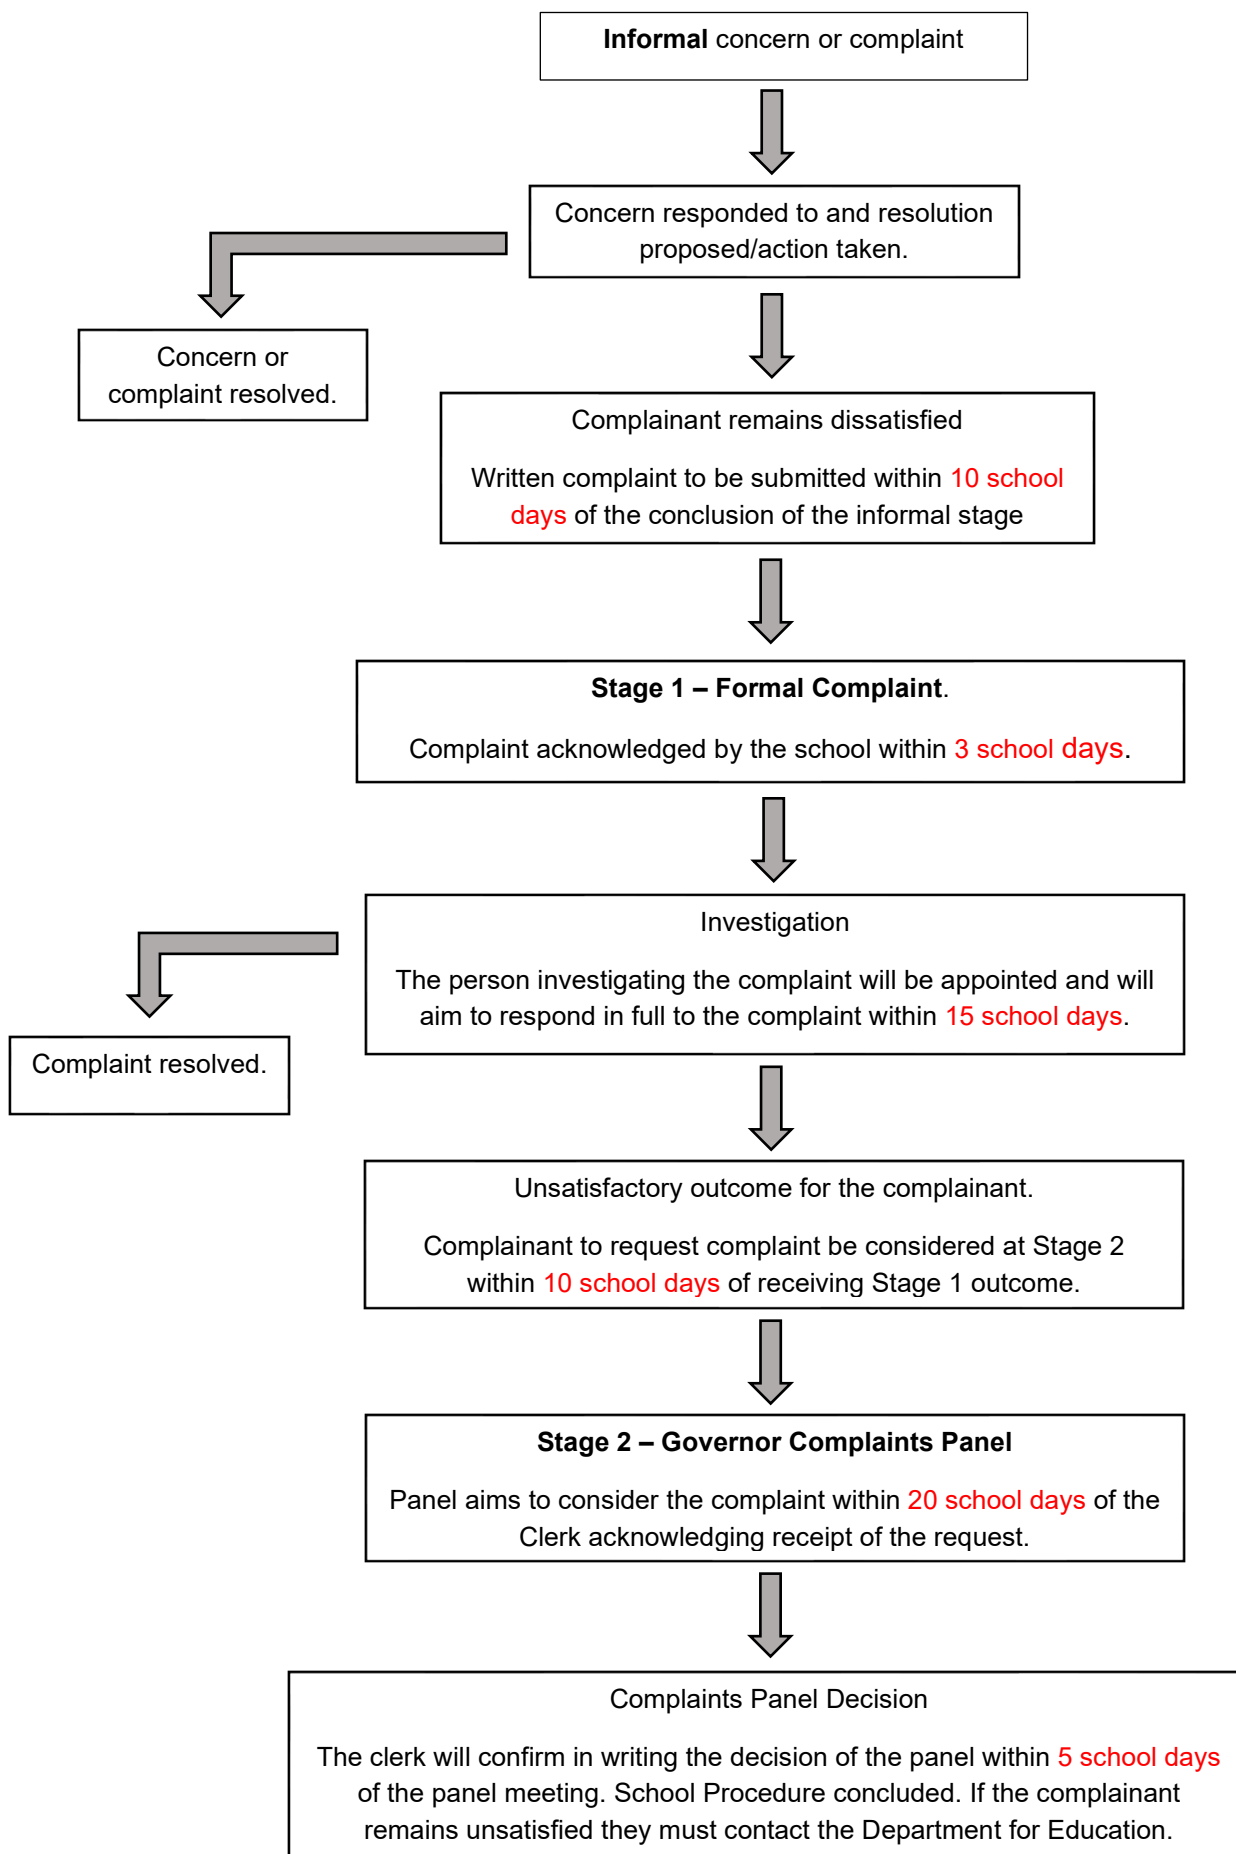 Informal concern or complaint
Concern responded to and resolution
proposed/action taken.
Concern or
complaint resolved.
Complainant remains dissatisfied
Written complaint to be submitted within 10 school
days of the conclusion of the informal stage
Stage 1 – Formal Complaint.
Complaint acknowledged by the school within 3 school days.
Investigation
The person investigating the complaint will be appointed and will
aim to respond in full to the complaint within 15 school days.
Complaint resolved.
Unsatisfactory outcome for the complainant.
Complainant to request complaint be considered at Stage 2
within 10 school days of receiving Stage 1 outcome.
Stage 2 – Governor Complaints Panel
Panel aims to consider the complaint within 20 school days of the
Clerk acknowledging receipt of the request.
Complaints Panel Decision
The clerk will confirm in writing the decision of the panel within 5 school days
of the panel meeting. School Procedure concluded. If the complainant
remains unsatisfied they must contact the Department for Education.